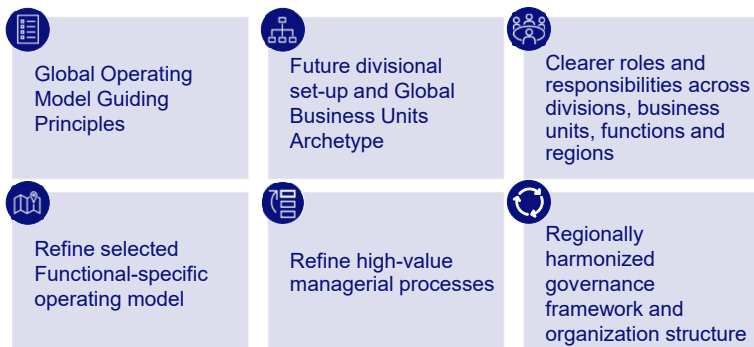 Global Operating
Model Guiding
Principles
Future divisional
set-up and Global
Business Units
Archetype
Clearer roles and
responsibilities across
divisions, business
units, functions and
regions
Refine selected
Functional-specific
operating model
Refine high-value
managerial processes
Regionally
harmonized
governance
framework and
organization structure